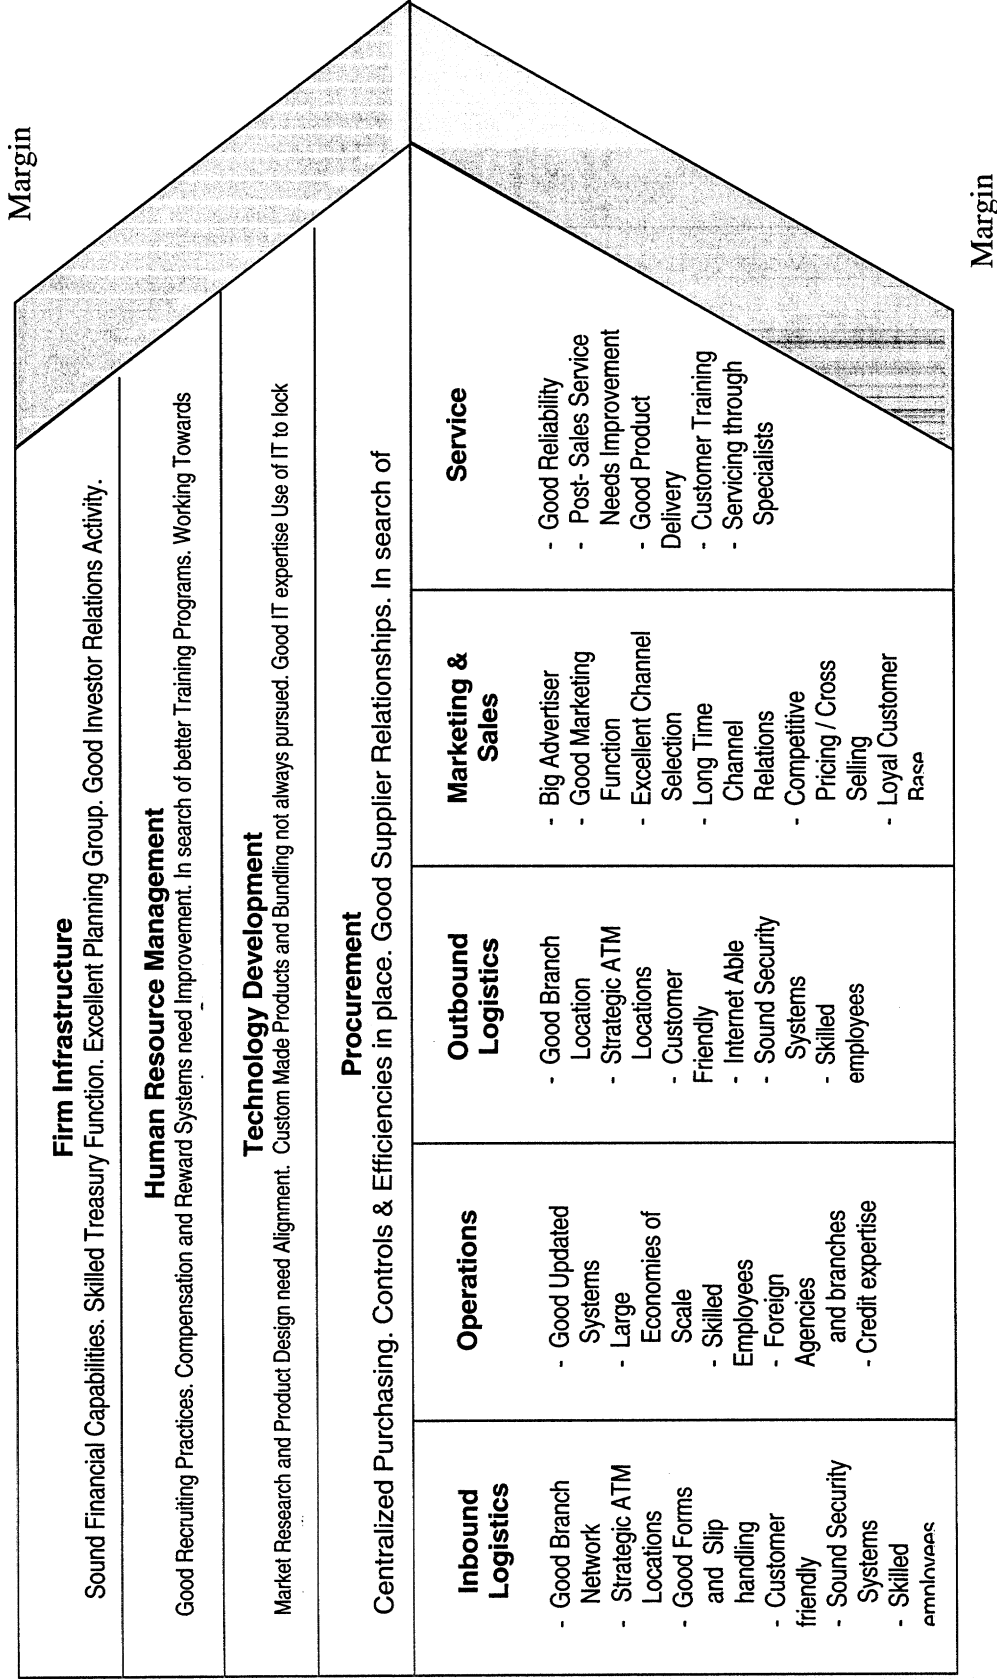 Margin
Firm Infrastructure
Sound Financial Capabilities. Skilled Treasury Function. Excellent Planning Group. Good Investor Relations Activity.
Human Resource Management
Good Recruiting Practices. Compensation and Reward Systems need Improvement. In search of better Training Programs. Working Towards
Technology Development
Market Research and Product Design need Alignment. Custom Made Products and Bundling not always pursued. Good IT expertise Use of IT to lock
Procurement
Centralized Purchasing. Controls & Efficiencies in place. Good Supplier Relationships. In search of
Inbound
Logistics
- Good Branch
Network
- Strategic ATM
Locations
- Good Forms
and Slip
handling
- Customer
friendly
- Sound Security
Systems
- Skilled
employees
Operations
- Good Updated
Systems
- Large
Economies of
Scale
- Skilled
Employees
- Foreign
Agencies
and branches
- Credit expertise
Outbound
Logistics
- Good Branch
Location
- Strategic ATM
Locations
- Customer
Friendly
- Internet Able
- Sound Security
Systems
- Skilled
employees
Marketing &
Sales
- Big Advertiser
- Good Marketing
Function
- Excellent Channel
Selection
- Long Time
Channel
Relations
- Competitive
Pricing / Cross
Selling
- Loyal Customer
Base
Service
- Good Reliability
- Post- Sales Service
Needs Improvement
- Good Product
Delivery
- Customer Training
- Servicing through
Specialists
Margin